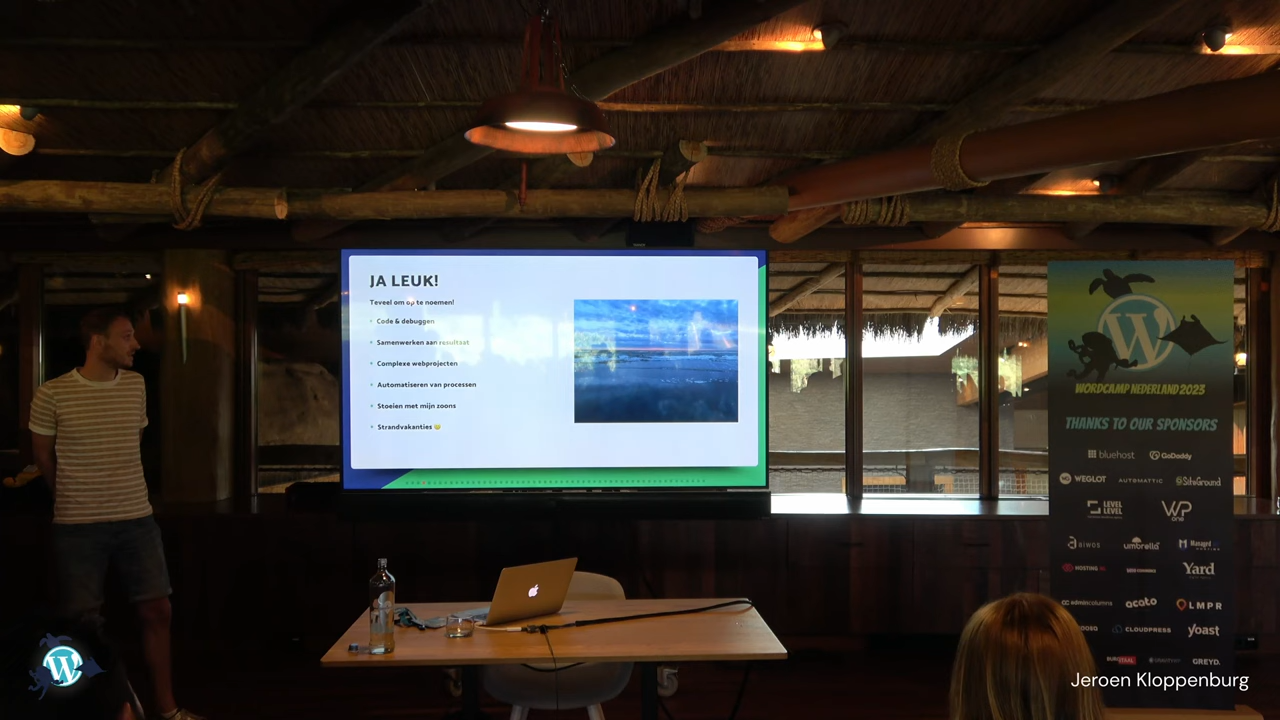 JA LEUK!
Teveel om op te noemen!
Code & debuggen
Samenwerken aan resultaat
Complexe webprojecten
Automatiseren van processen
Stoeien met mijn zoons
Strandvakanties
WORDCAMP NEDERLAND 2023
THANKS TO OUR SPONSORS
bluehost GoDaddy
WEGLOT AUTOMATTIC SiteGround
LEVEL LEVEL WP one
umbrella Managed
Yard
admincolumns acato LMPR
CLOUDPRESS yoast
GREYD.
Jeroen Kloppenburg